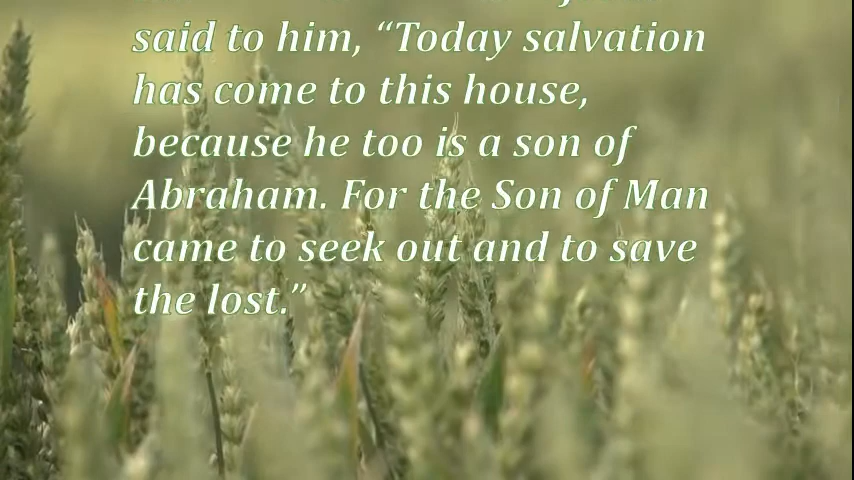 said to him, “Today salvation
has come to this house,
because he too is a son of
Abraham. For the Son of Man
came to seek out and to save
the lost.”